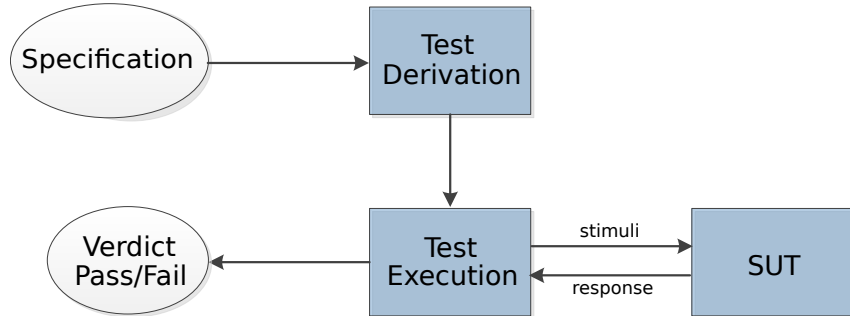 Specification
Test
Derivation
Verdict
Pass/Fail
Test
Execution
stimuli
response
SUT